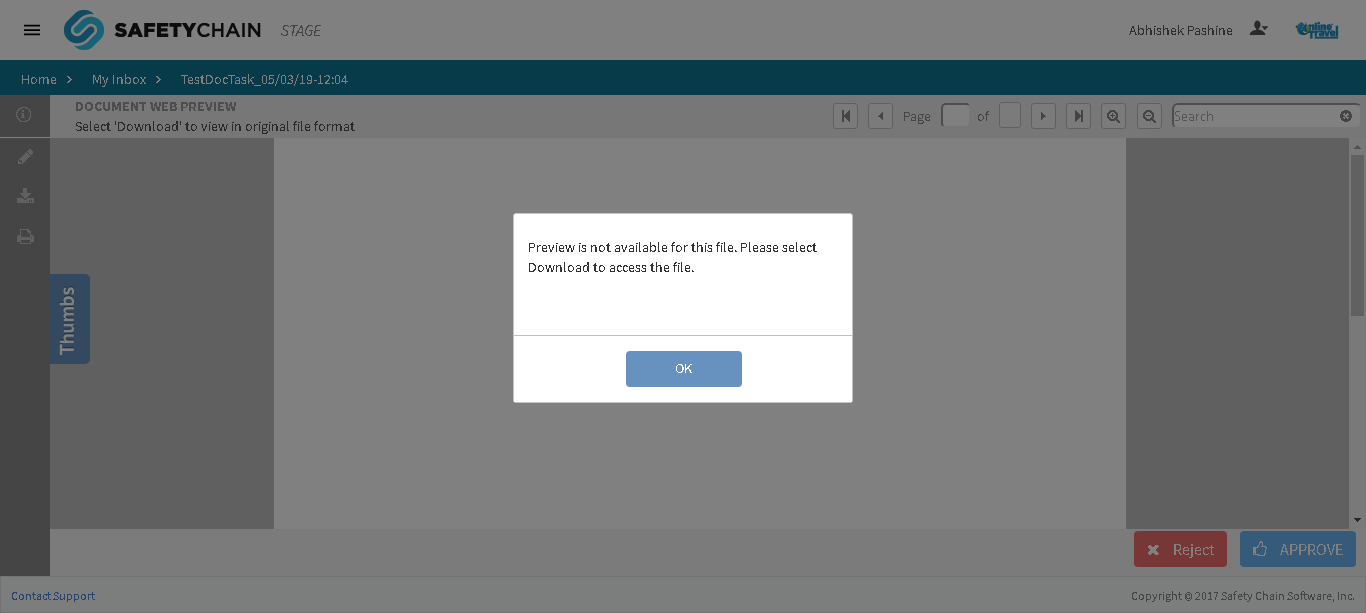 SAFETYCHAIN STAGE
Abhishek Pashine
Online Travel
Home > My Inbox > TestDocTask_05/03/19-12:04
DOCUMENT WEB PREVIEW
Select 'Download' to view in original file format
Page of
Search
Thumbs
Preview is not available for this file. Please select
Download to access the file.
OK
Reject
APPROVE
Contact Support
Copyright © 2017 Safety Chain Software, Inc.